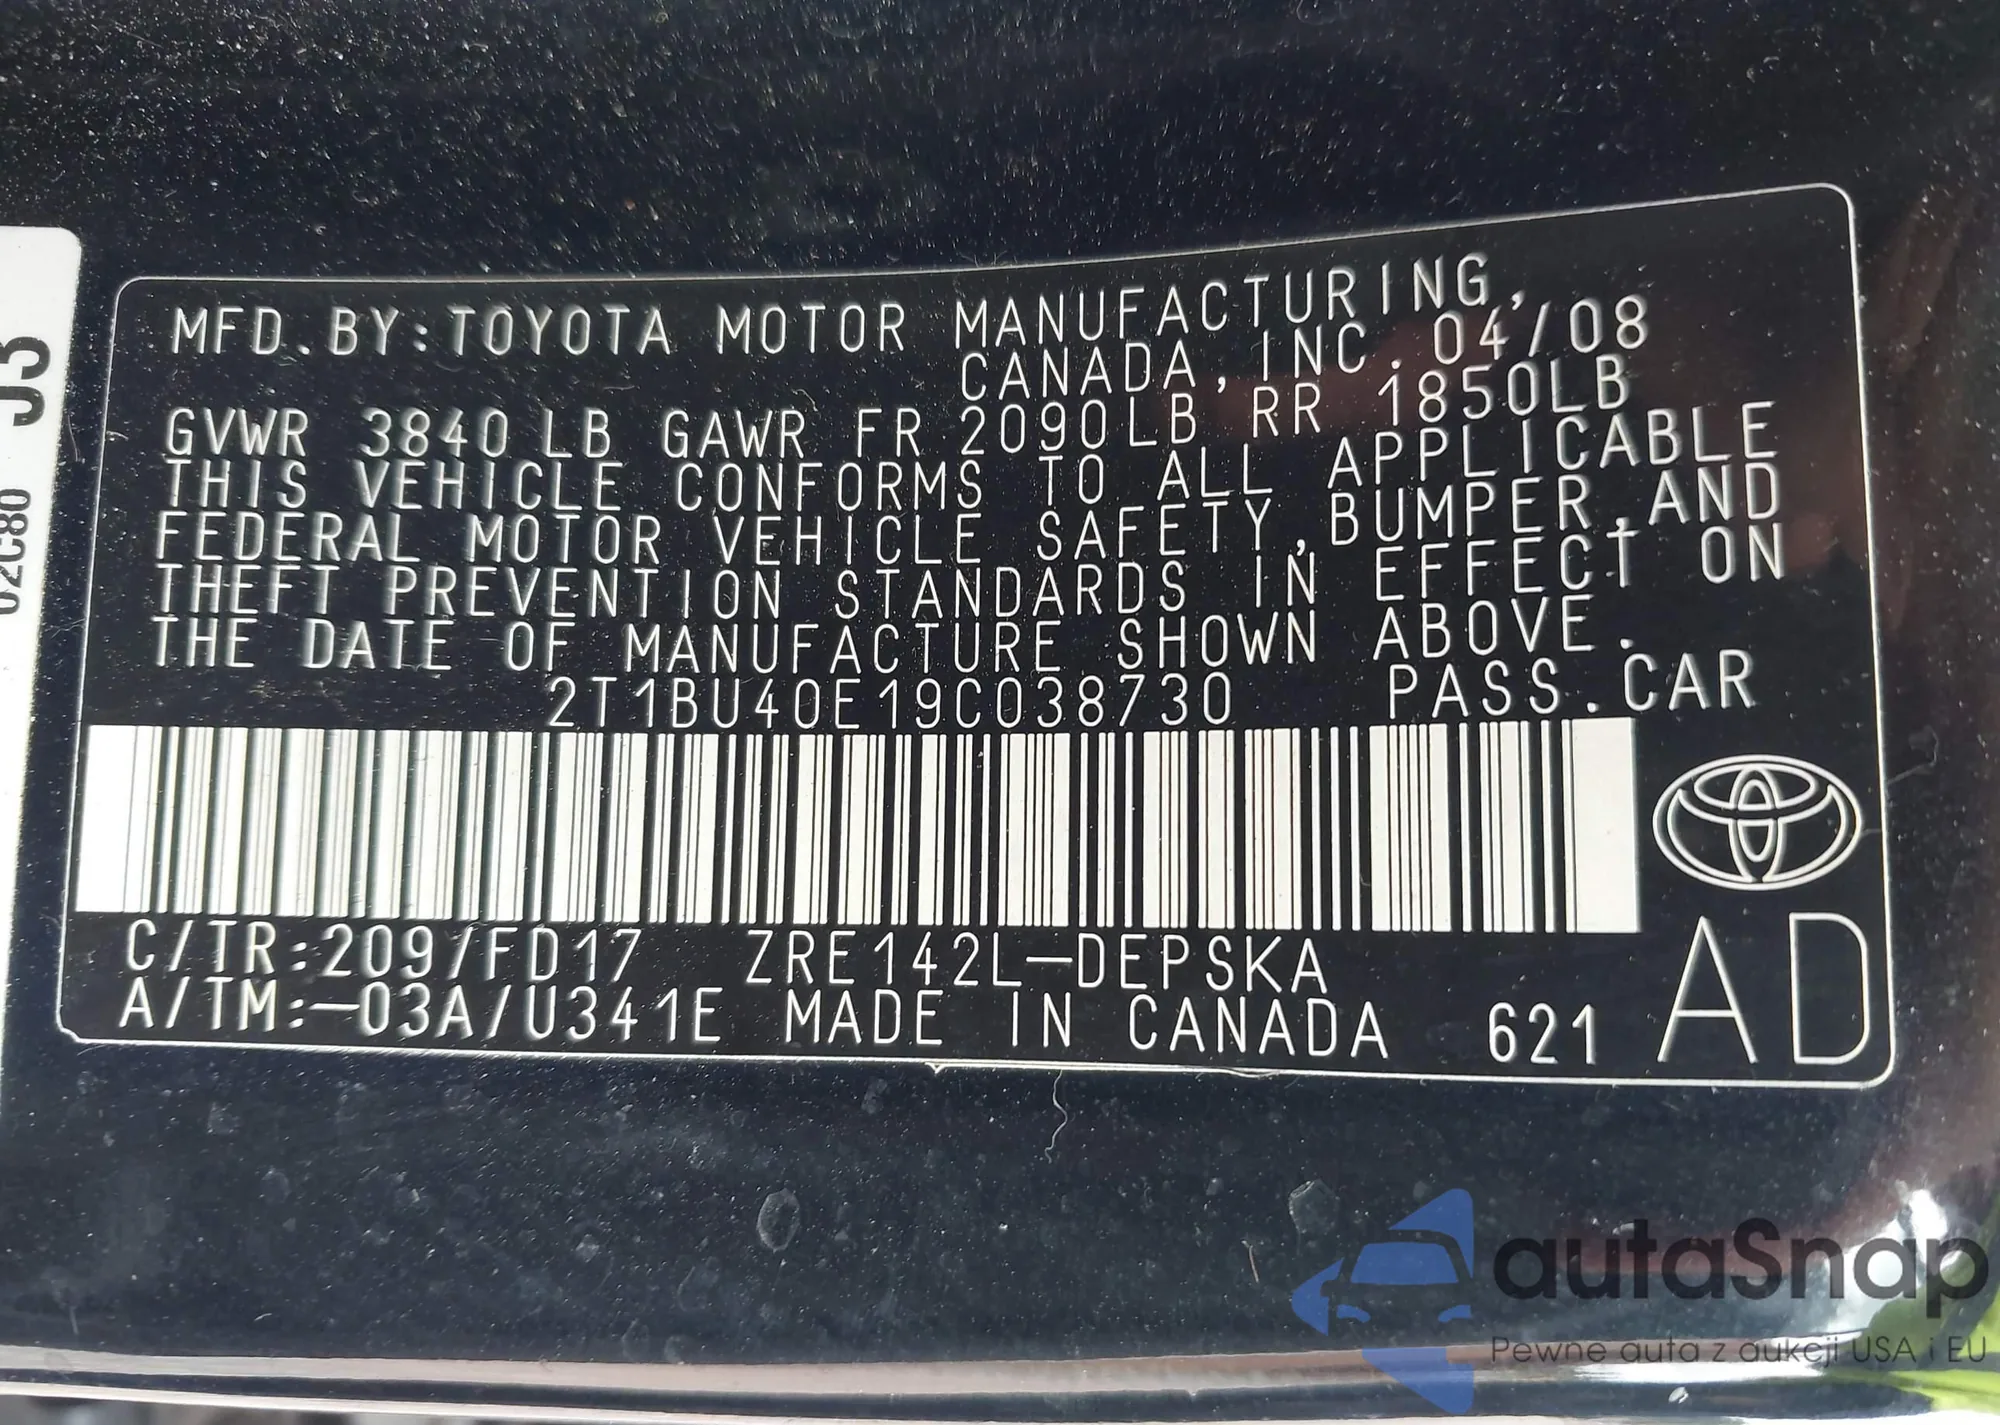 MFD.BY:TOYOTA MOTOR MANUFACTURING,
CANADA,INC. 04/08
GVWR 3840 LB GAWR FR 2090LB RR 1850LB
THIS VEHICLE CONFORMS TO ALL APPLICABLE
FEDERAL MOTOR VEHICLE SAFETY,BUMPER,AND
THEFT PREVENTION STANDARDS IN EFFECT ON
THE DATE OF MANUFACTURE SHOWN ABOVE.
2T1BU40E19C038730 PASS.CAR
C/TR:209/FD17 ZRE142L-DEPSKA
A/TM:-03A/U341E MADE IN CANADA 621 AD
02C80
autaSnap
Pewne auta z aukcji USA i EU